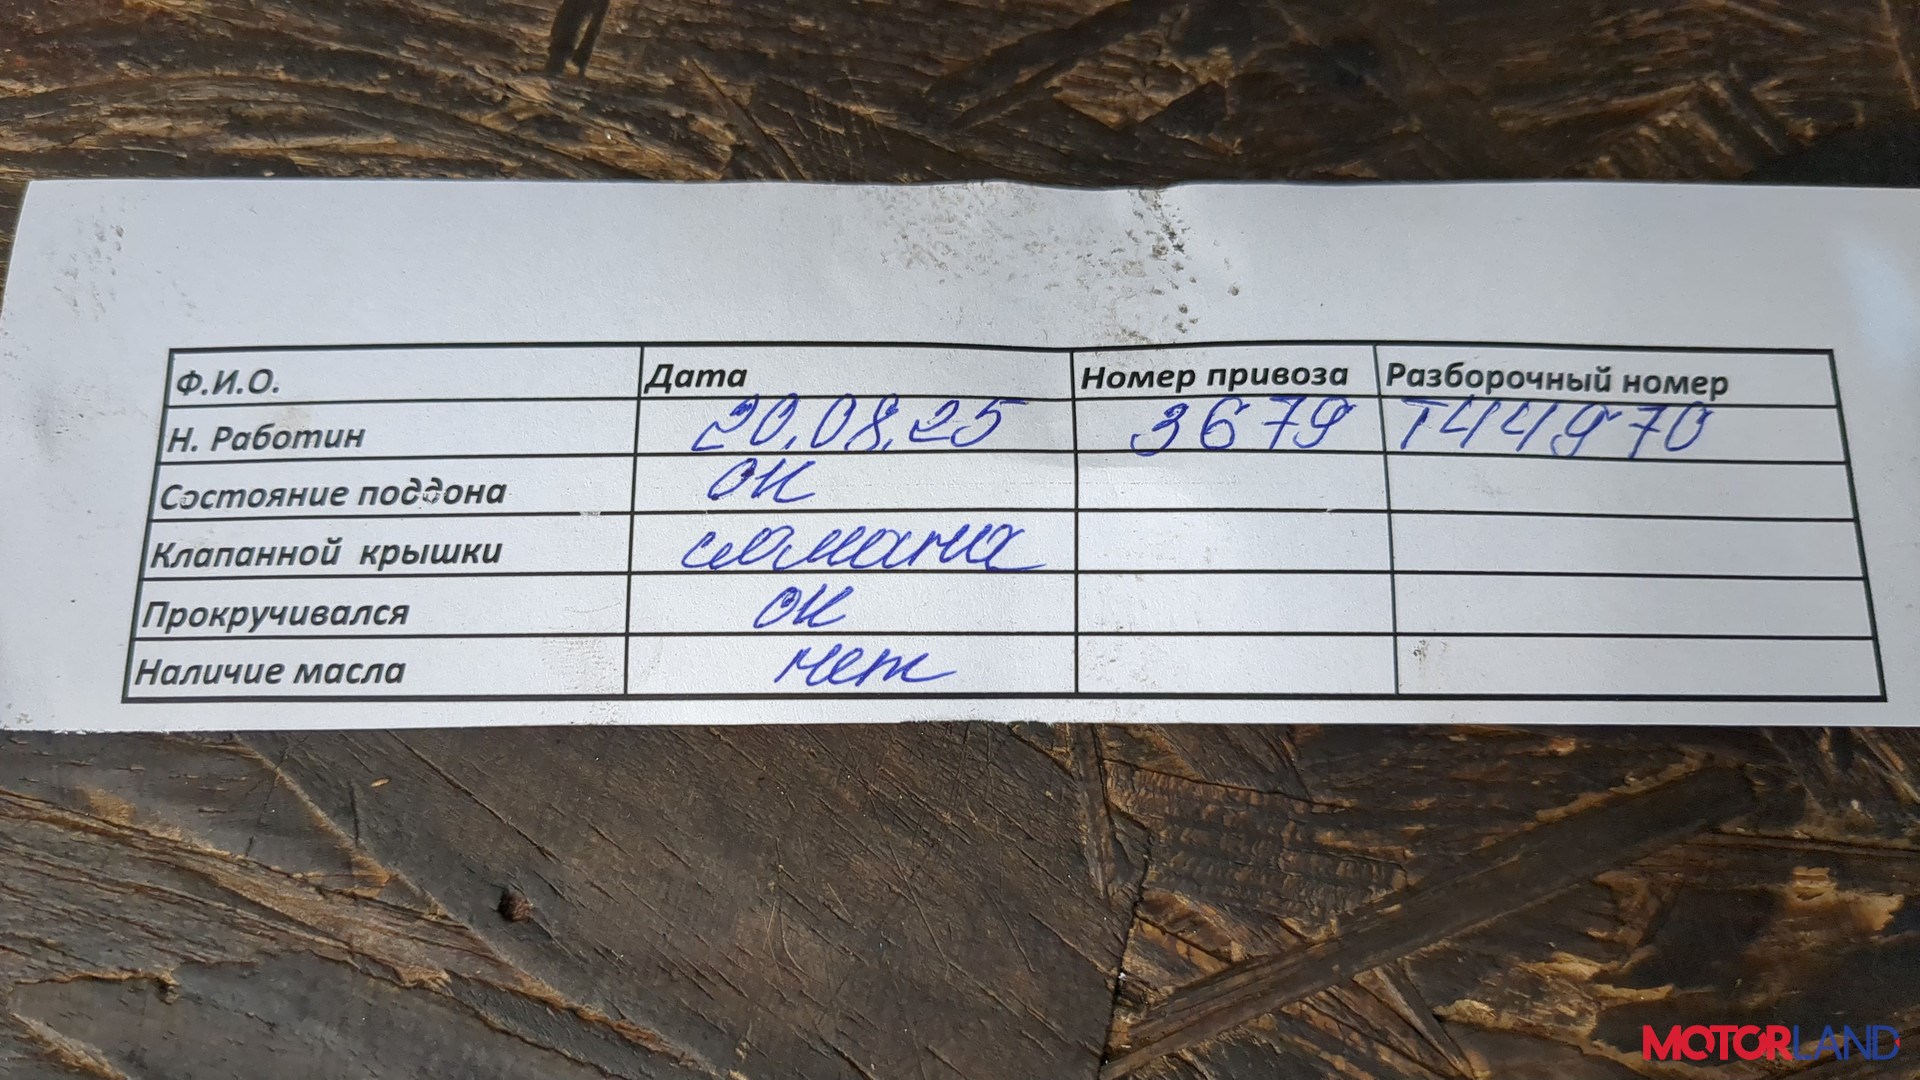 Ф.И.О. Дата Номер привоза Разборочный номер
Н. Работин 20.08.25 3679 Т444970
Состояние поддона ок
Клапанной крышки сломана
Прокручивался ок
Наличие масла нет
MOTORLAND